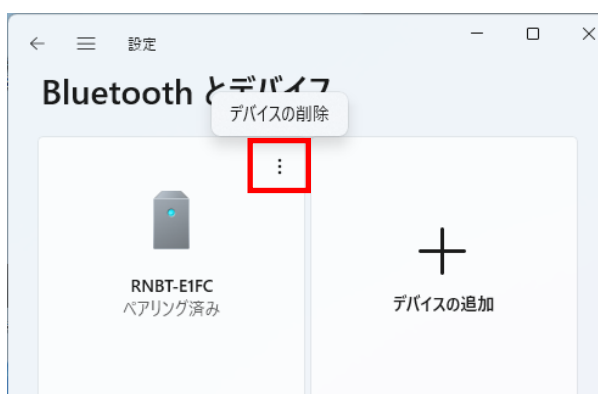 設定
Bluetooth とデバイス
デバイスの削除
RNBT-E1FC
ペアリング済み
デバイスの追加